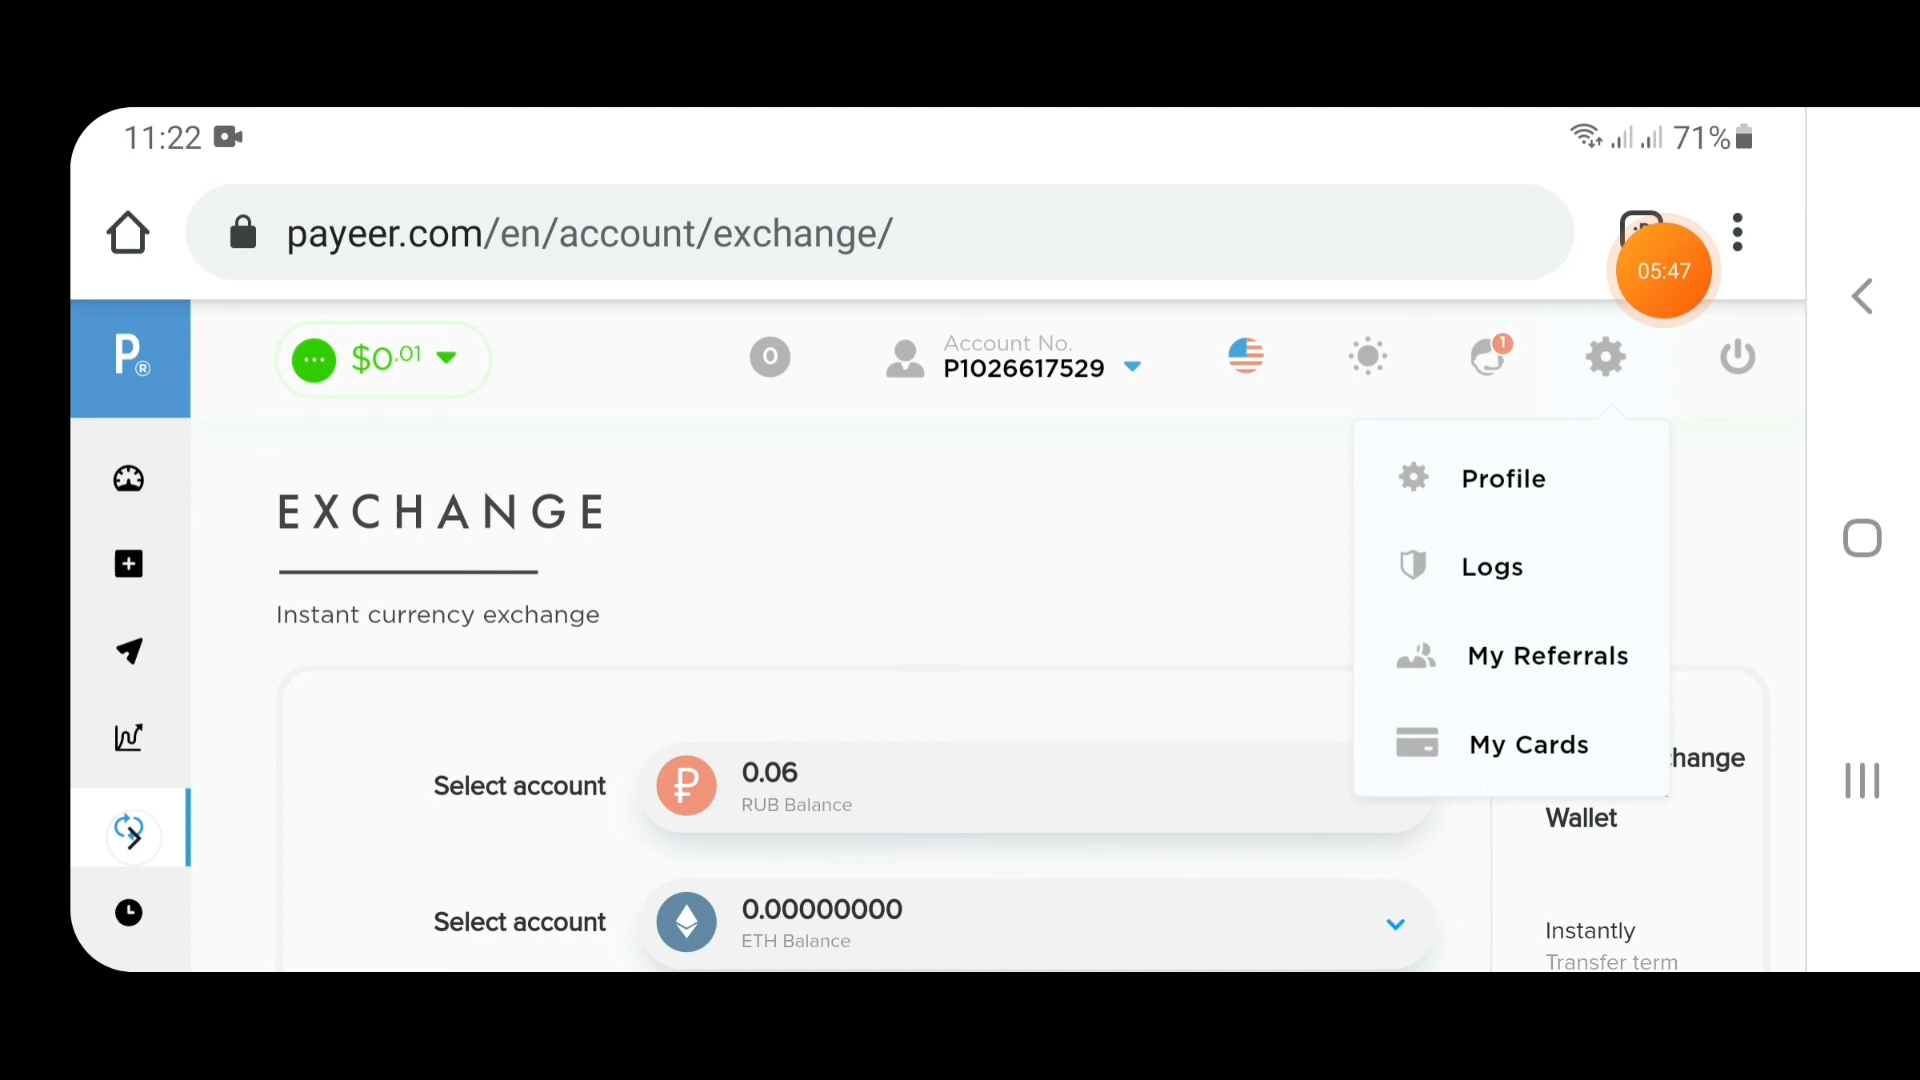 11:22
71%
payeer.com/en/account/exchange/
05:47
P®
$0.01
0
Account No.
P1026617529
1
Profile
Logs
My Referrals
My Cards
EXCHANGE
Instant currency exchange
Select account
0.06
RUB Balance
change
Wallet
Select account
0.00000000
ETH Balance
Instantly
Transfer term